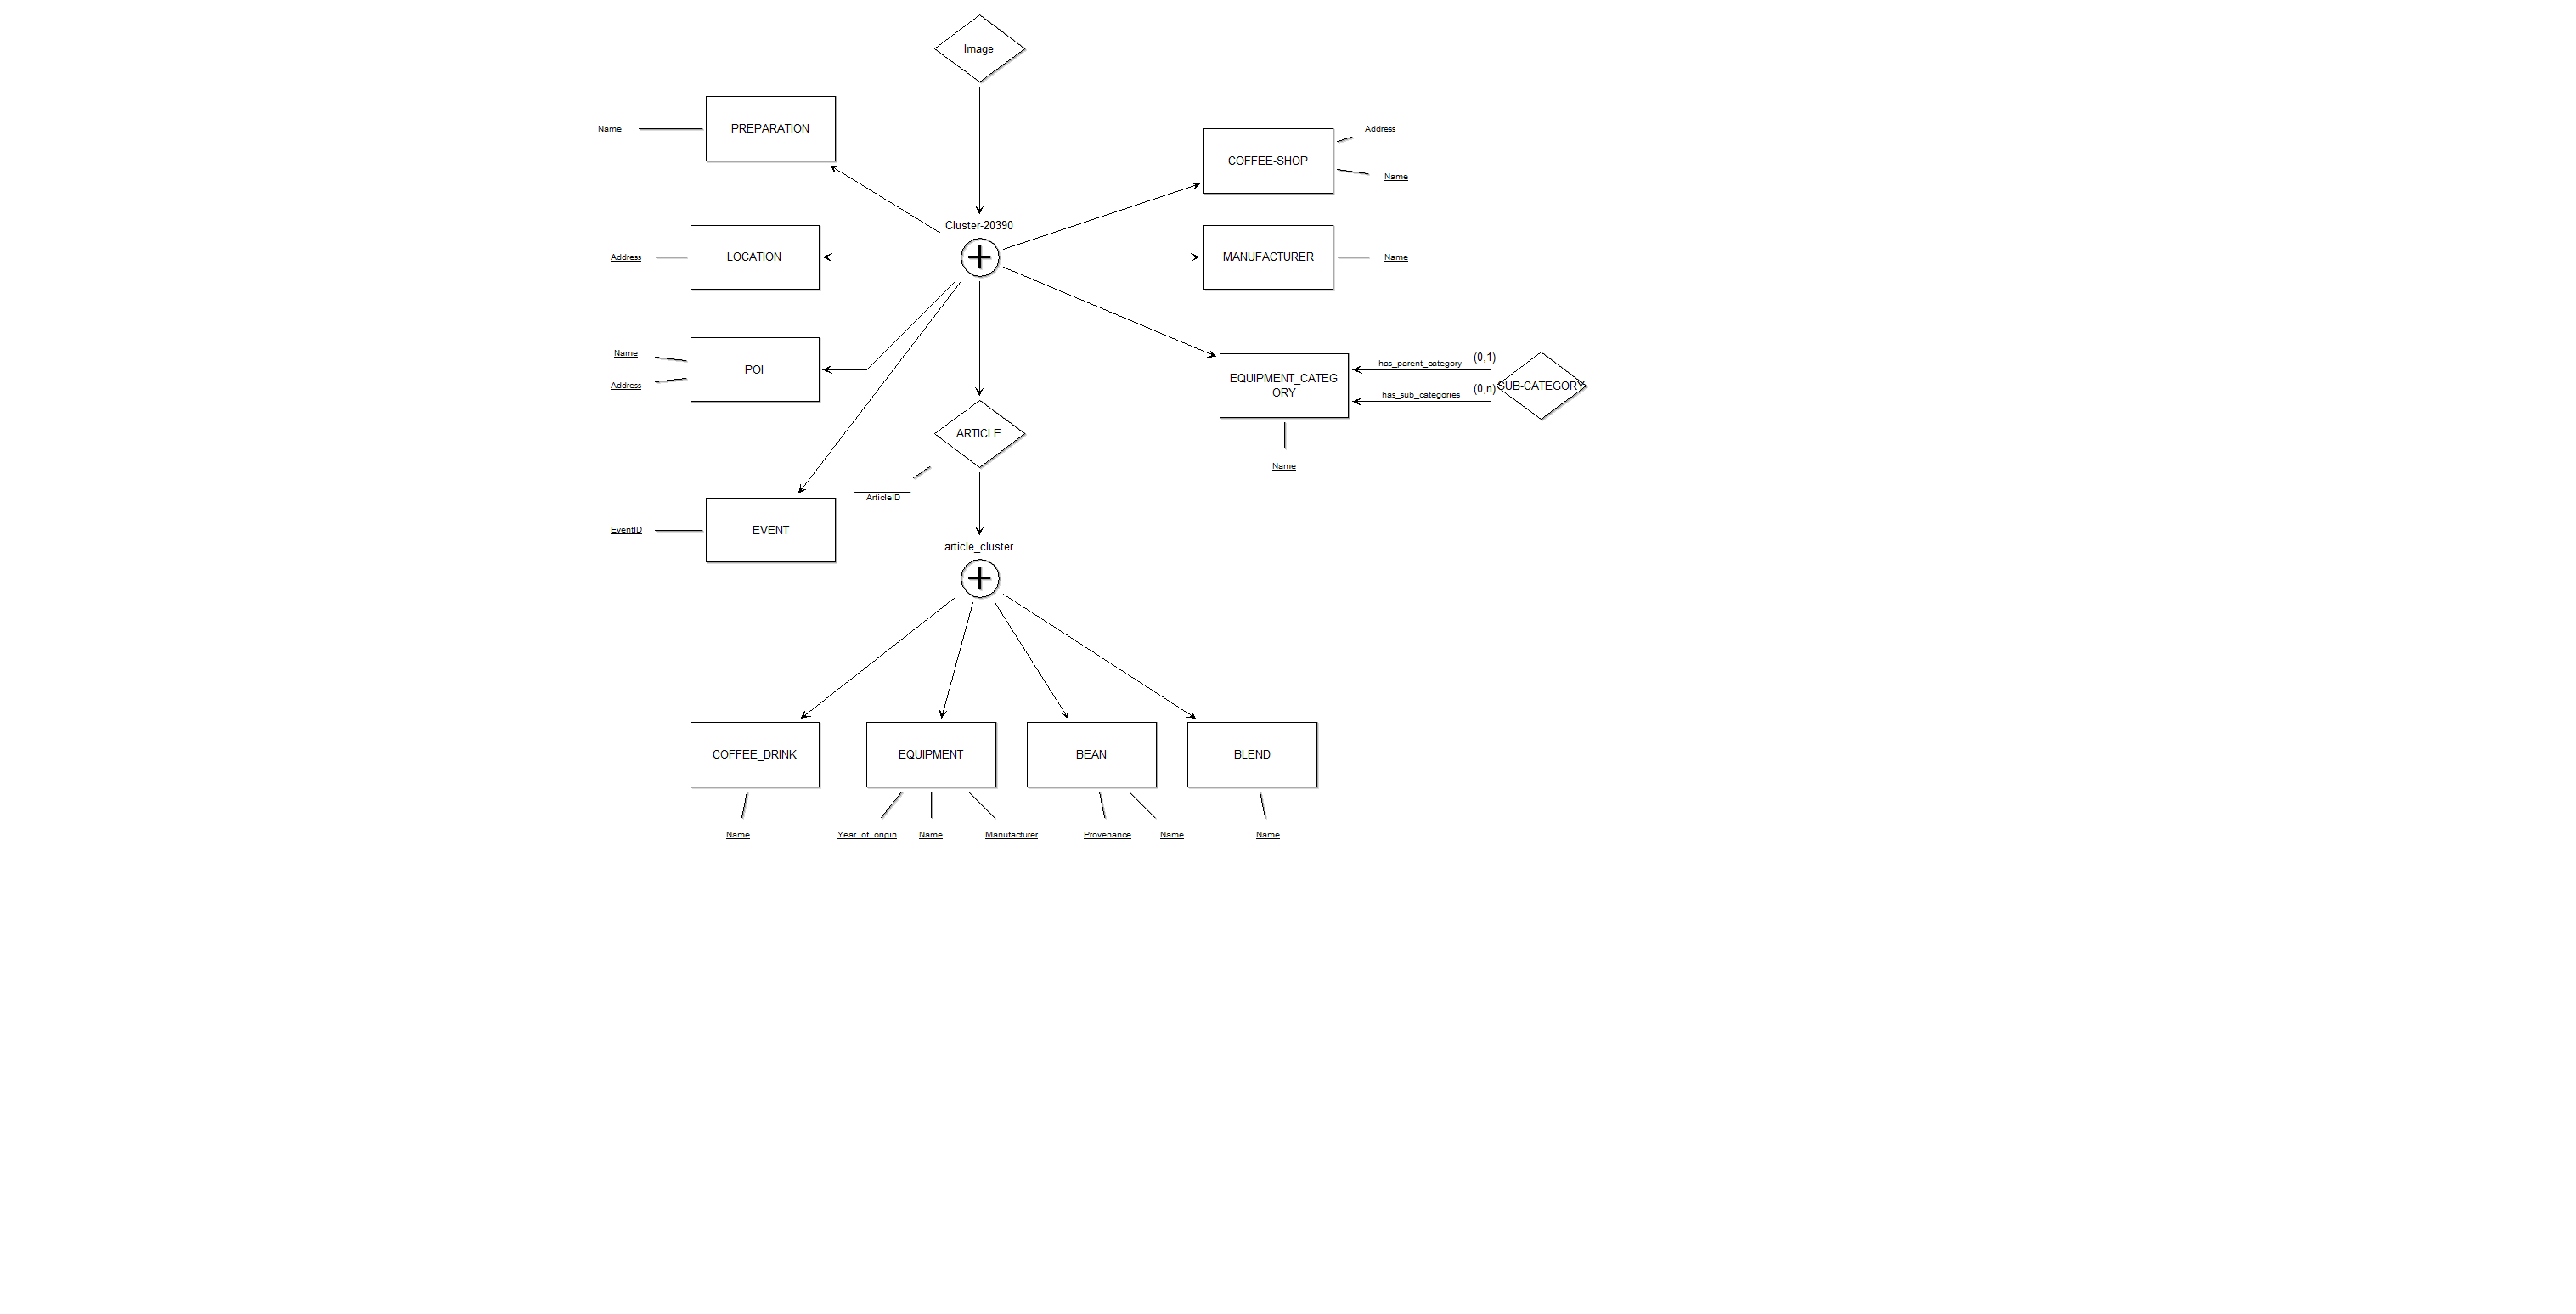 Image
PREPARATION
Name
COFFEE-SHOP
Address
Name
Cluster-20390
LOCATION
Address
MANUFACTURER
Name
POI
Name
Address
EQUIPMENT_CATEG
ORY
has_parent_category
(0,1)
has_sub_categories
(0,n)
SUB-CATEGORY
Name
ARTICLE
ArticleID
EVENT
EventID
article_cluster
COFFEE_DRINK
EQUIPMENT
BEAN
BLEND
Name
Year_of_origin
Name
Manufacturer
Provenance
Name
Name